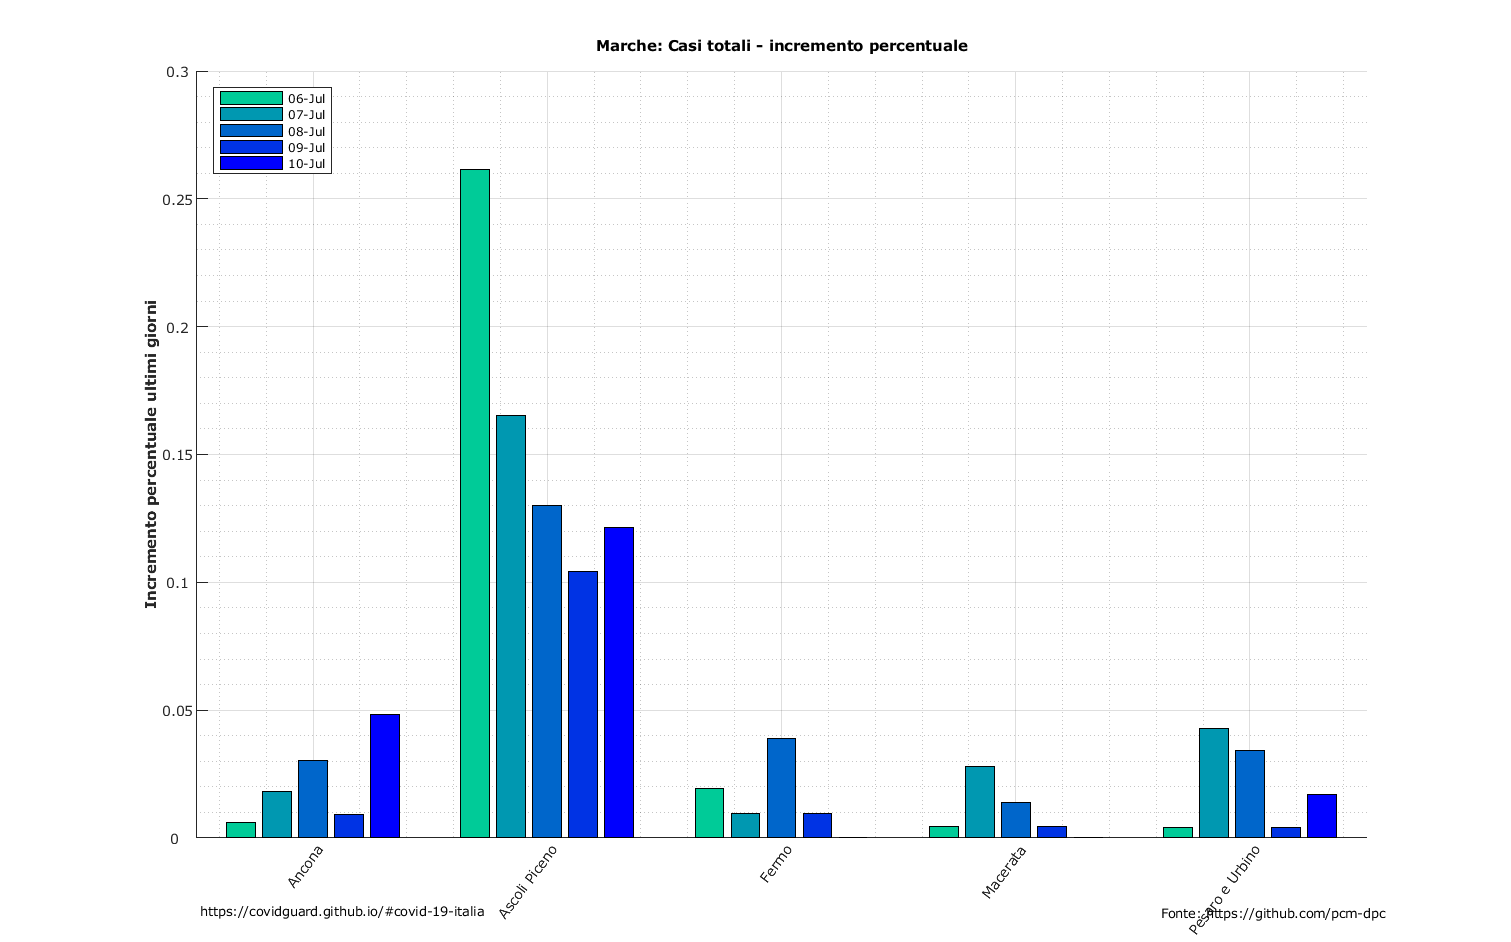 Marche: Casi totali - incremento percentuale
0.3
0.25
0.2
0.15
0.1
0.05
0
Incremento percentuale ultimi giorni
06-Jul
07-Jul
08-Jul
09-Jul
10-Jul
Ancona
Ascoli Piceno
Fermo
Macerata
Pesaro e Urbino
https://covidguard.github.io/#covid-19-italia
Fonte: https://github.com/pcm-dpc